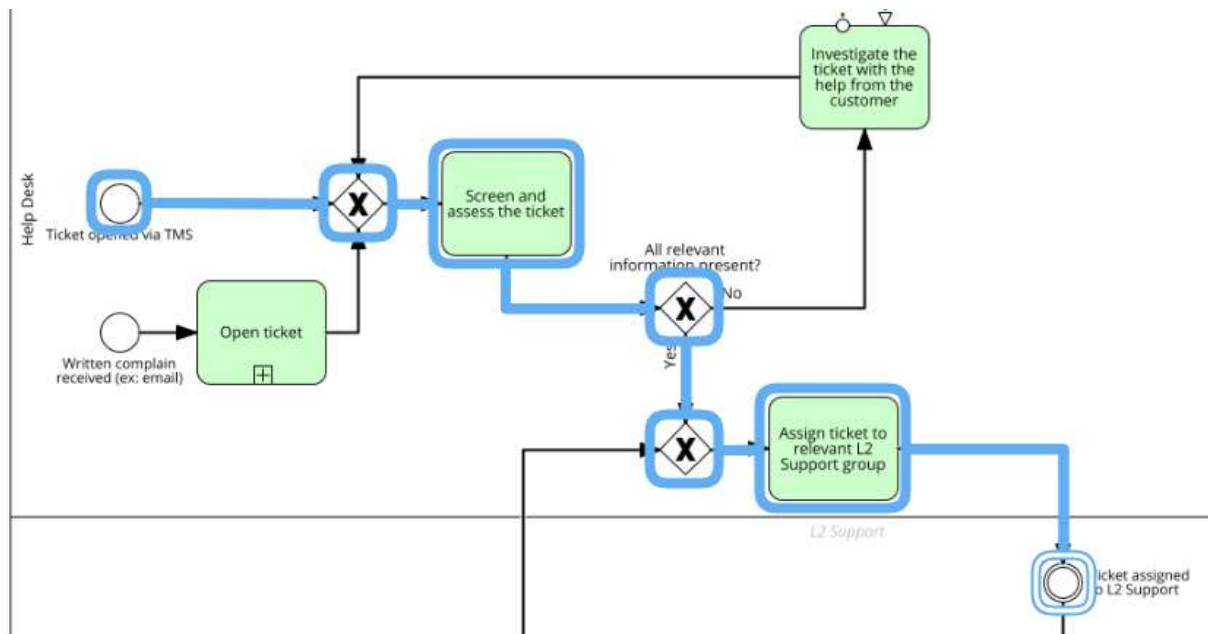 Investigate the
ticket with the
help from the
customer
Help Desk
X
Screen and
assess the ticket
Ticket opened via TMS
All relevant
information present?
X
No
Open ticket
Written complain
received (ex: email)
Yes
X
Assign ticket to
relevant L2
Support group
L2 Support
icket assigned
o L2 Support